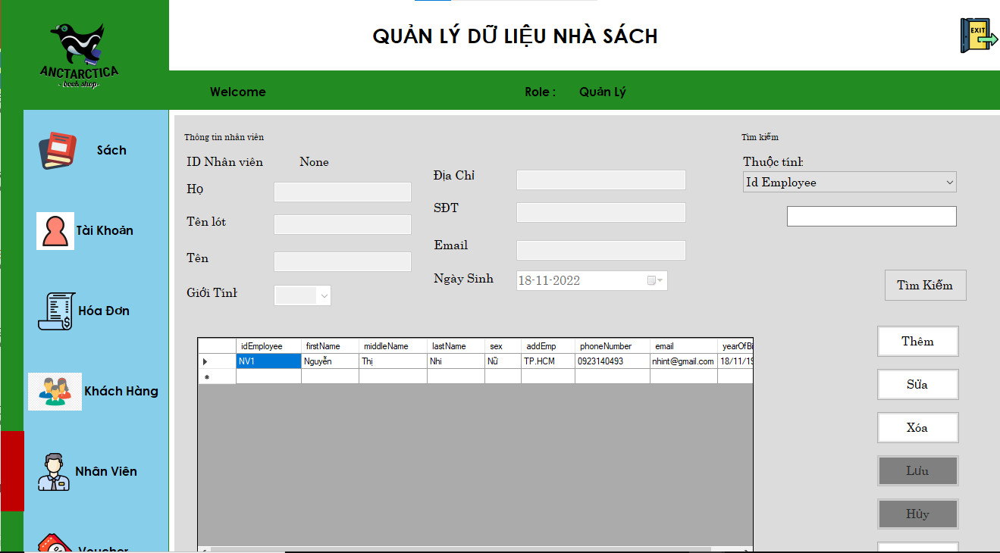 QUẢN LÝ DỮ LIỆU NHÀ SÁCH
EXIT
ANCTARCTICA
- book shop-
Welcome
Role :
Quản Lý
Sách
Tài Khoản
Hóa Đơn
Khách Hàng
Nhân Viên
Voucher
Thông tin nhân viên
ID Nhân viên
None
Họ
Tên lót
Tên
Giới Tính
Địa Chỉ
SĐT
Email
Ngày Sinh
18-11-2022
Tìm kiếm
Thuộc tính
Id Employee
Tìm Kiếm
idEmployee firstName middleName lastName sex addEmp phoneNumber email yearOfBi
NV1 Nguyễn Thị Nhi Nữ TP.HCM 0923140493 nhint@gmail.com 18/11/19
Thêm
Sửa
Xóa
Lưu
Hủy